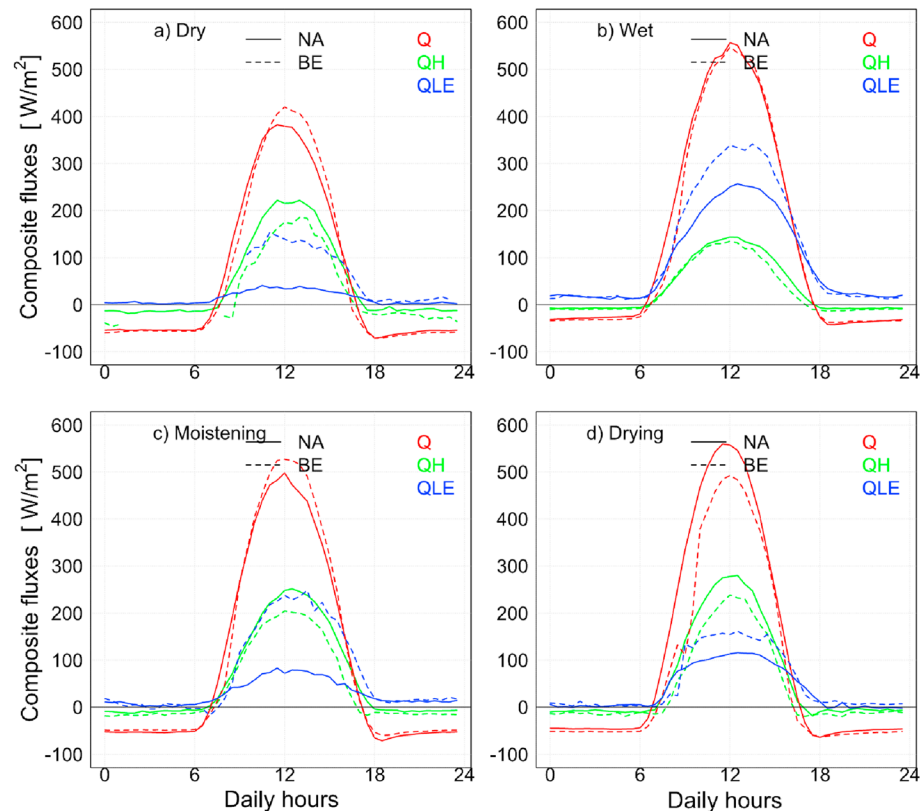 a) Dry
NA
BE
Q
QH
QLE
Composite fluxes [ W/m²]
600
500
400
300
200
100
0
-100
0 6 12 18 24
b) Wet
NA
BE
Q
QH
QLE
600
500
400
300
200
100
0
-100
0 6 12 18 24
c) Moistening
NA
BE
Q
QH
QLE
Composite fluxes [ W/m²]
600
500
400
300
200
100
0
-100
0 6 12 18 24
Daily hours
d) Drying
NA
BE
Q
QH
QLE
600
500
400
300
200
100
0
-100
0 6 12 18 24
Daily hours